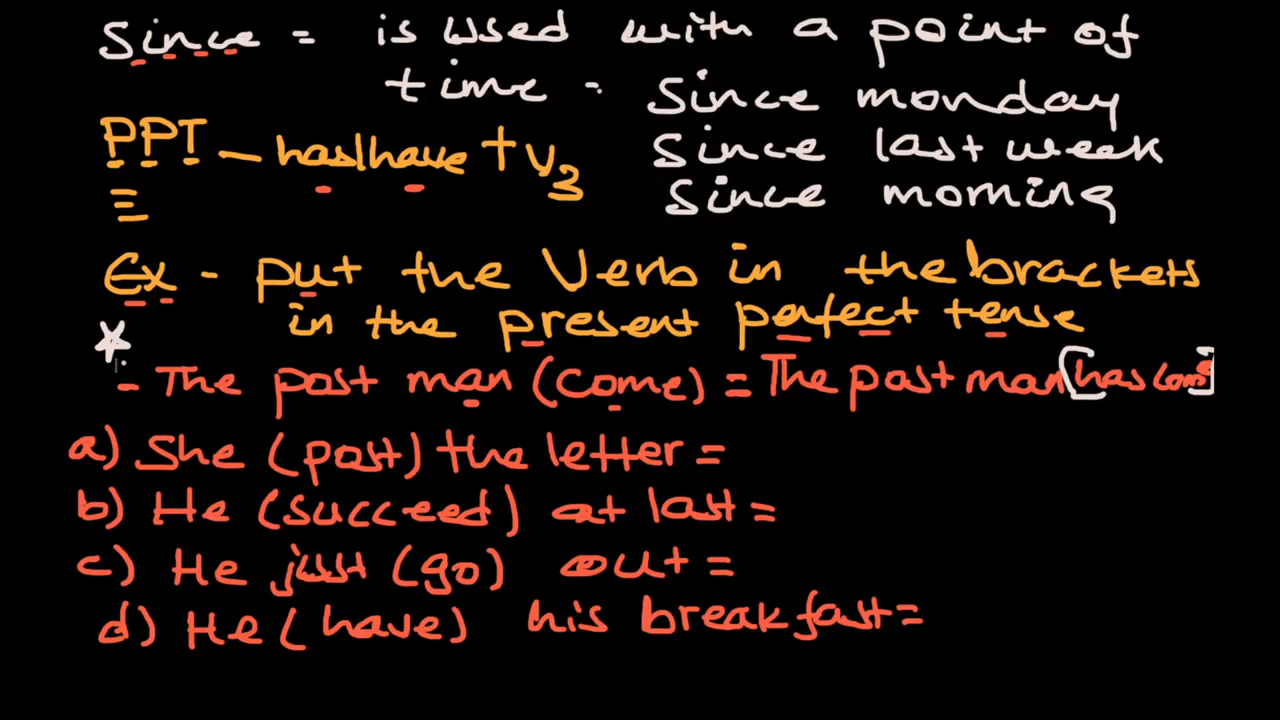 Since = is used with a point of
time - Since monday
PPT - has/have + V3 Since last week
Since morning
Ex - put the Verb in the brackets
in the present perfect tense
- The post man (come) = The post man [has come]
a) She (post) the letter =
b) He (succeed) at last =
c) He just (go) out =
d) He (have) his breakfast =